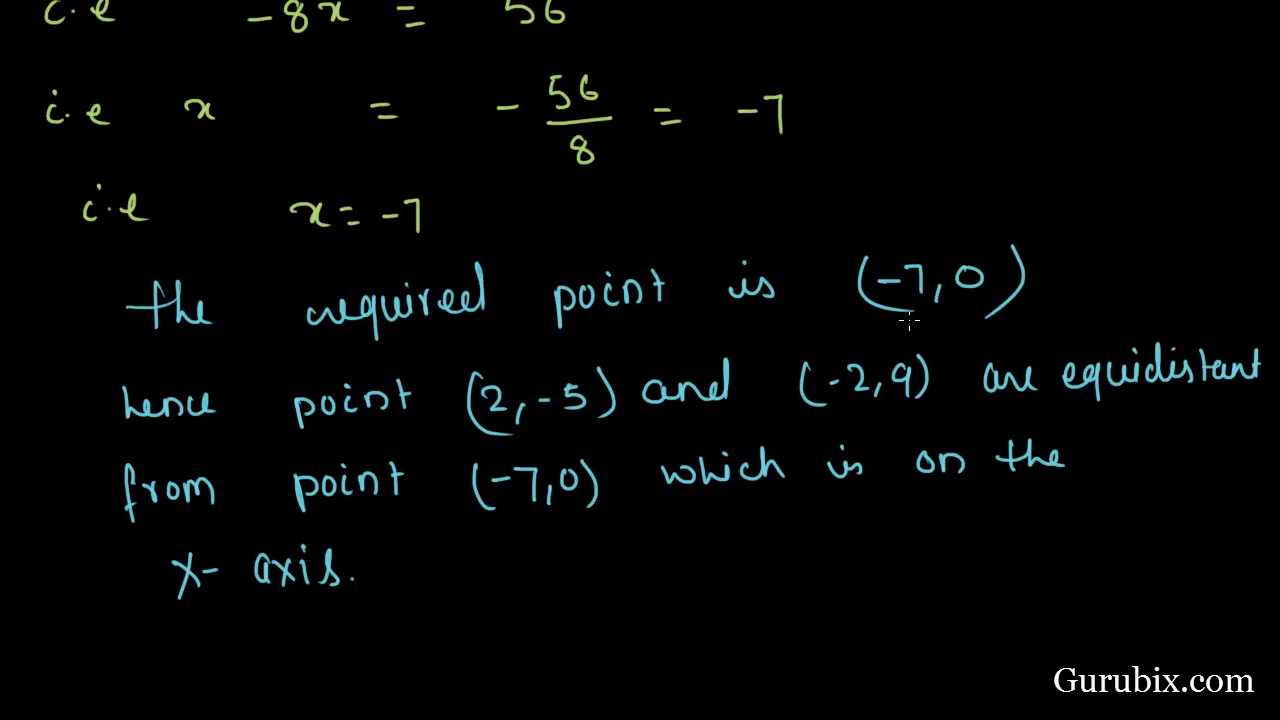 i.e -8x = 56
i.e x = - 56/8 = -7
i.e x = -7
the required point is (-7,0)
hence point (2,-5) and (-2,9) are equidistant
from point (-7,0) which is on the
X- axis.
Gurubix.com